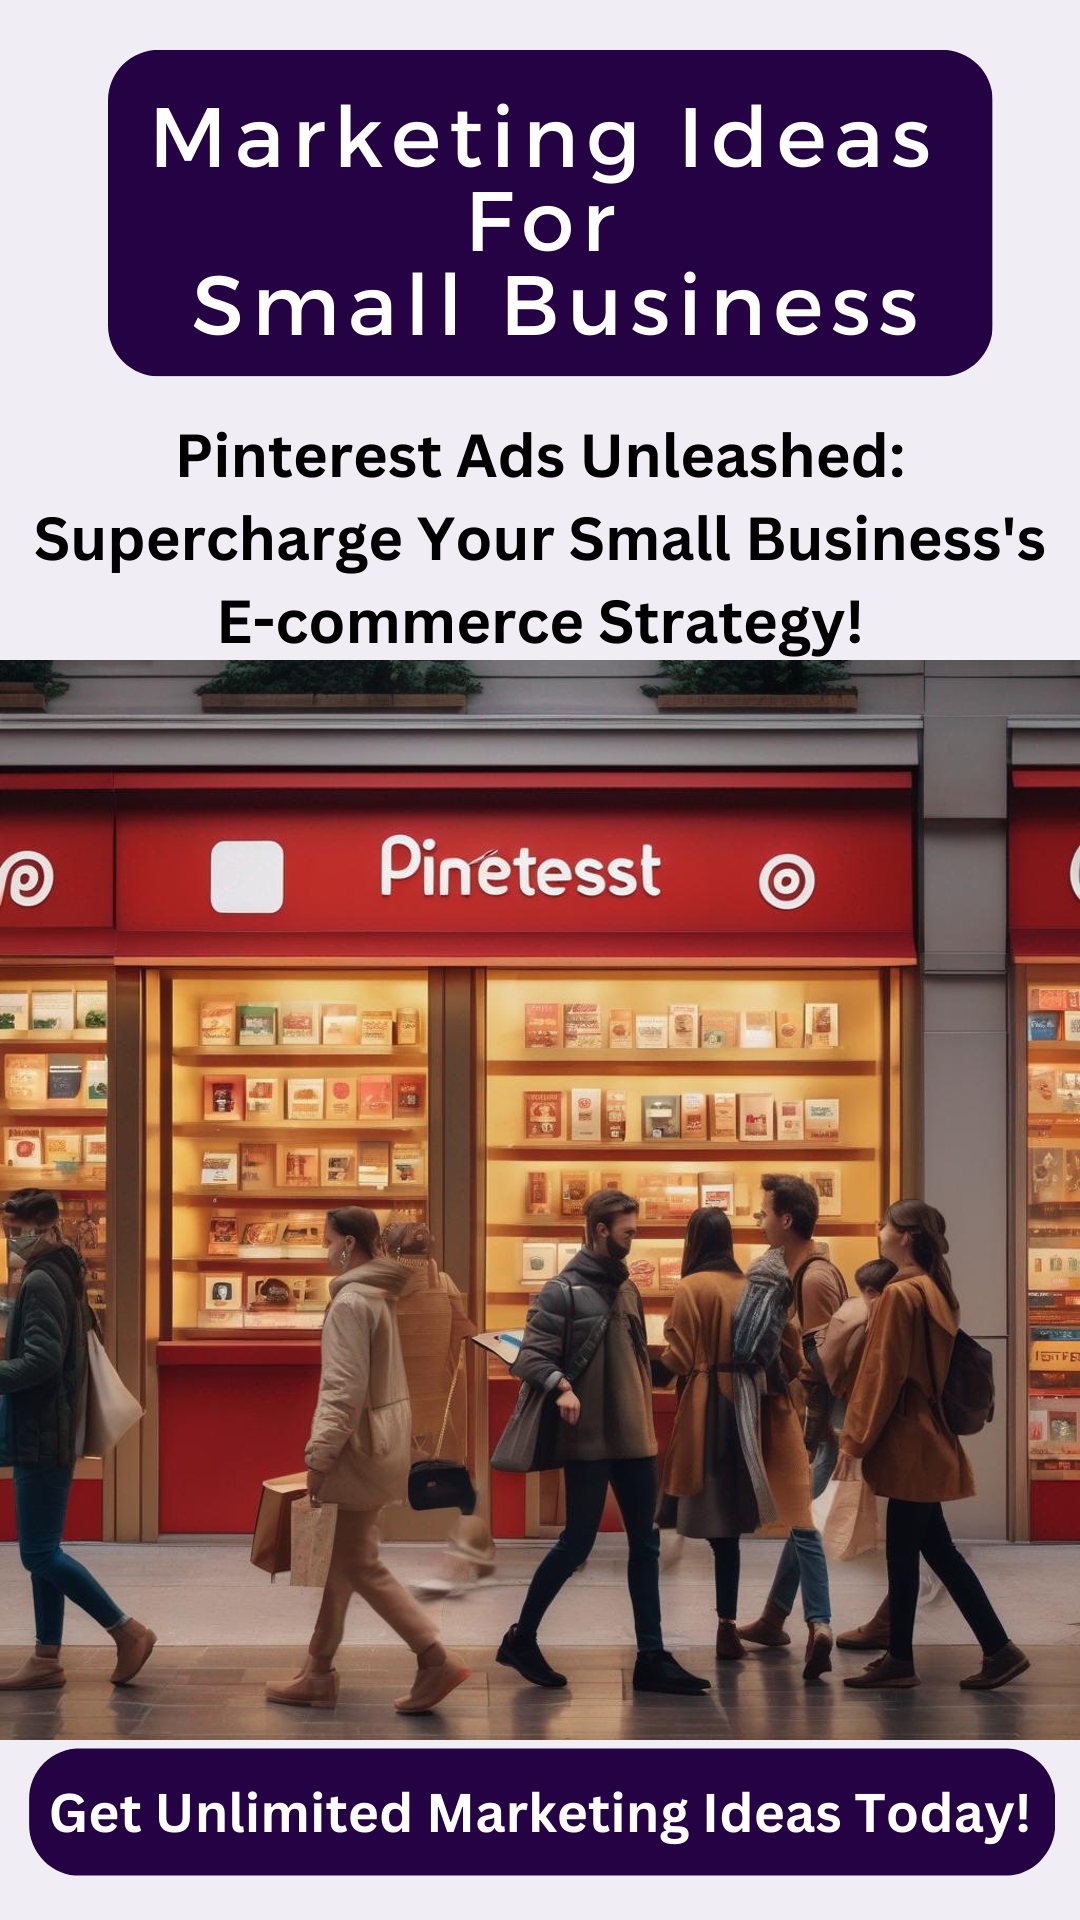 Marketing Ideas
For
Small Business
Pinterest Ads Unleashed:
Supercharge Your Small Business's
E-commerce Strategy!
Pinetesst
Get Unlimited Marketing Ideas Today!